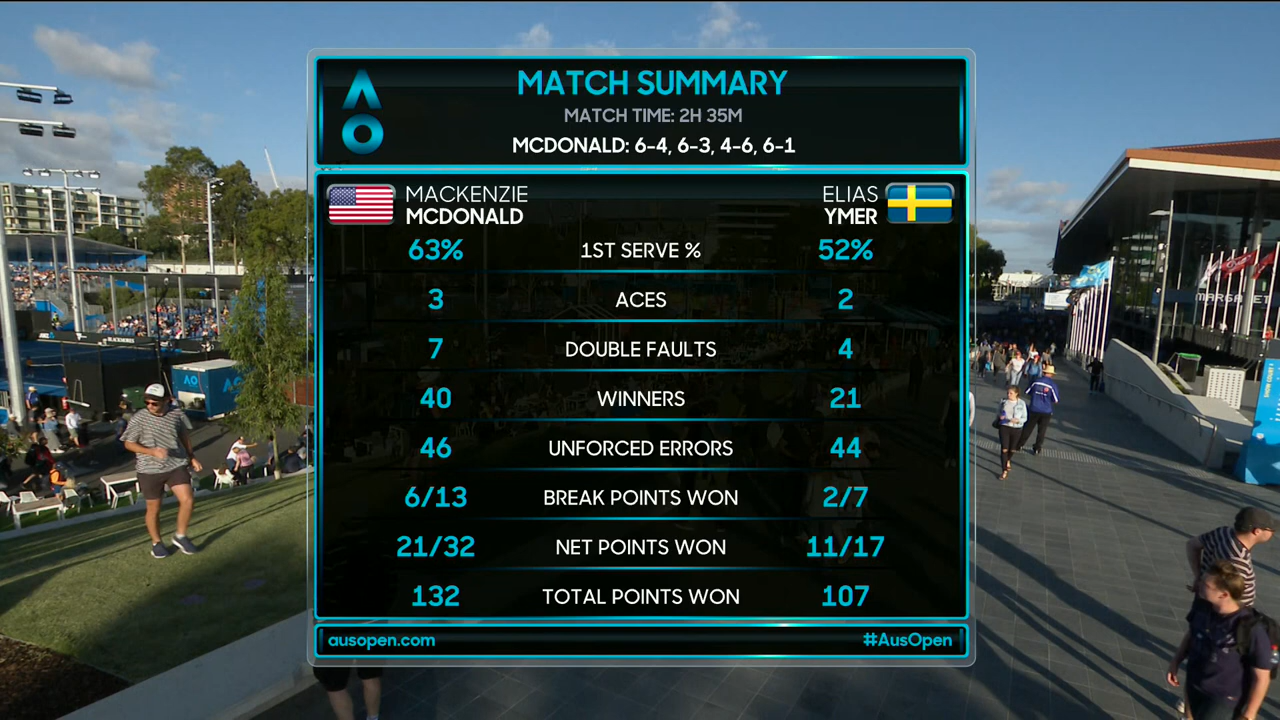 MATCH SUMMARY
MATCH TIME: 2H 35M
MCDONALD: 6-4, 6-3, 4-6, 6-1
MACKENZIE MCDONALD
ELIAS YMER
63% 1ST SERVE % 52%
3 ACES 2
7 DOUBLE FAULTS 4
40 WINNERS 21
46 UNFORCED ERRORS 44
6/13 BREAK POINTS WON 2/7
21/32 NET POINTS WON 11/17
132 TOTAL POINTS WON 107
ausopen.com #AusOpen
AO